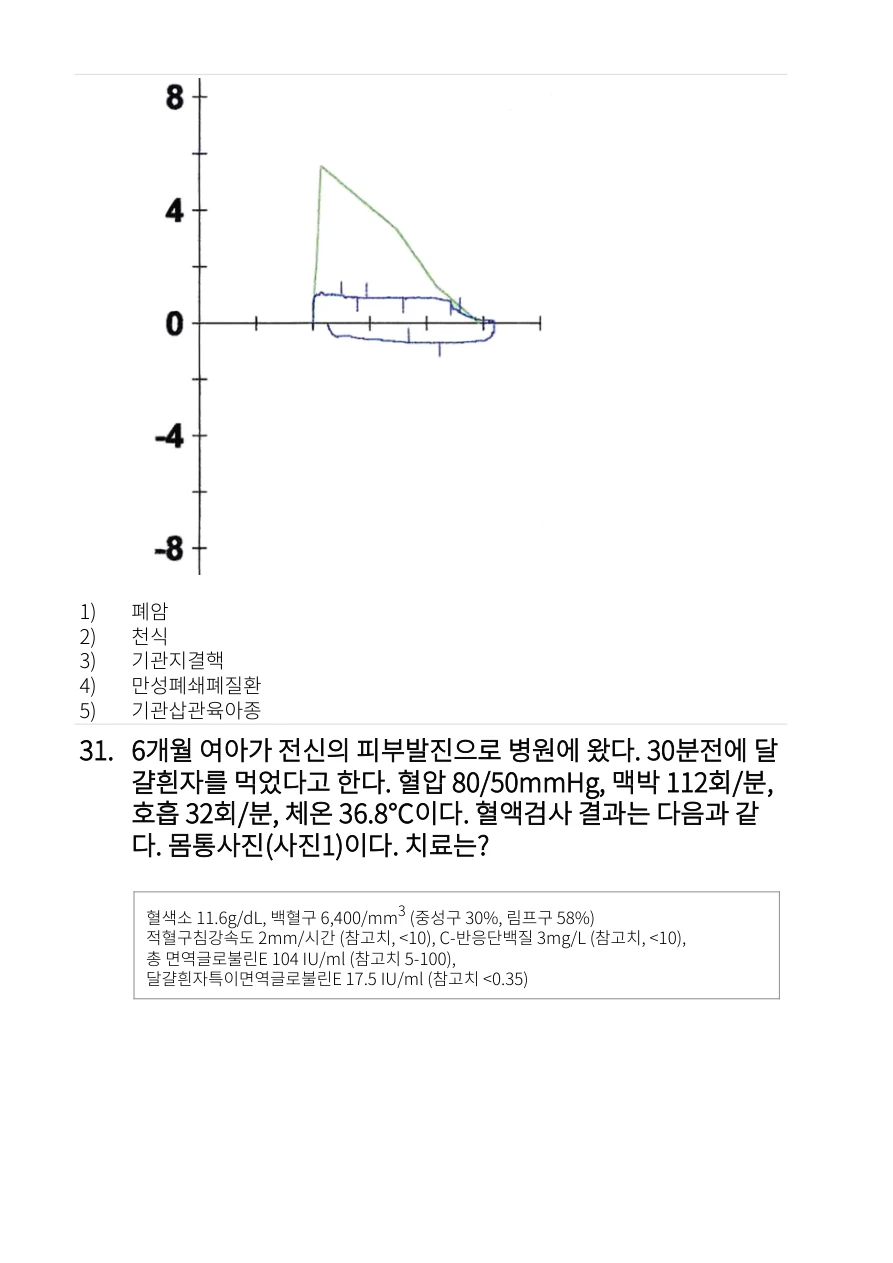 8
4
0
-4
-8
1) 폐암
2) 천식
3) 기관지결핵
4) 만성폐쇄폐질환
5) 기관삽관육아종
31. 6개월 여아가 전신의 피부발진으로 병원에 왔다. 30분전에 달
걀흰자를 먹었다고 한다. 혈압 80/50mmHg, 맥박 112회/분,
호흡 32회/분, 체온 36.8℃이다. 혈액검사 결과는 다음과 같
다. 몸통사진(사진1)이다. 치료는?
혈색소 11.6g/dL, 백혈구 6,400/mm³ (중성구 30%, 림프구 58%)
적혈구침강속도 2mm/시간 (참고치, <10), C-반응단백질 3mg/L (참고치, <10),
총 면역글로불린E 104 IU/ml (참고치 5-100),
달걀흰자특이면역글로불린E 17.5 IU/ml (참고치 <0.35)